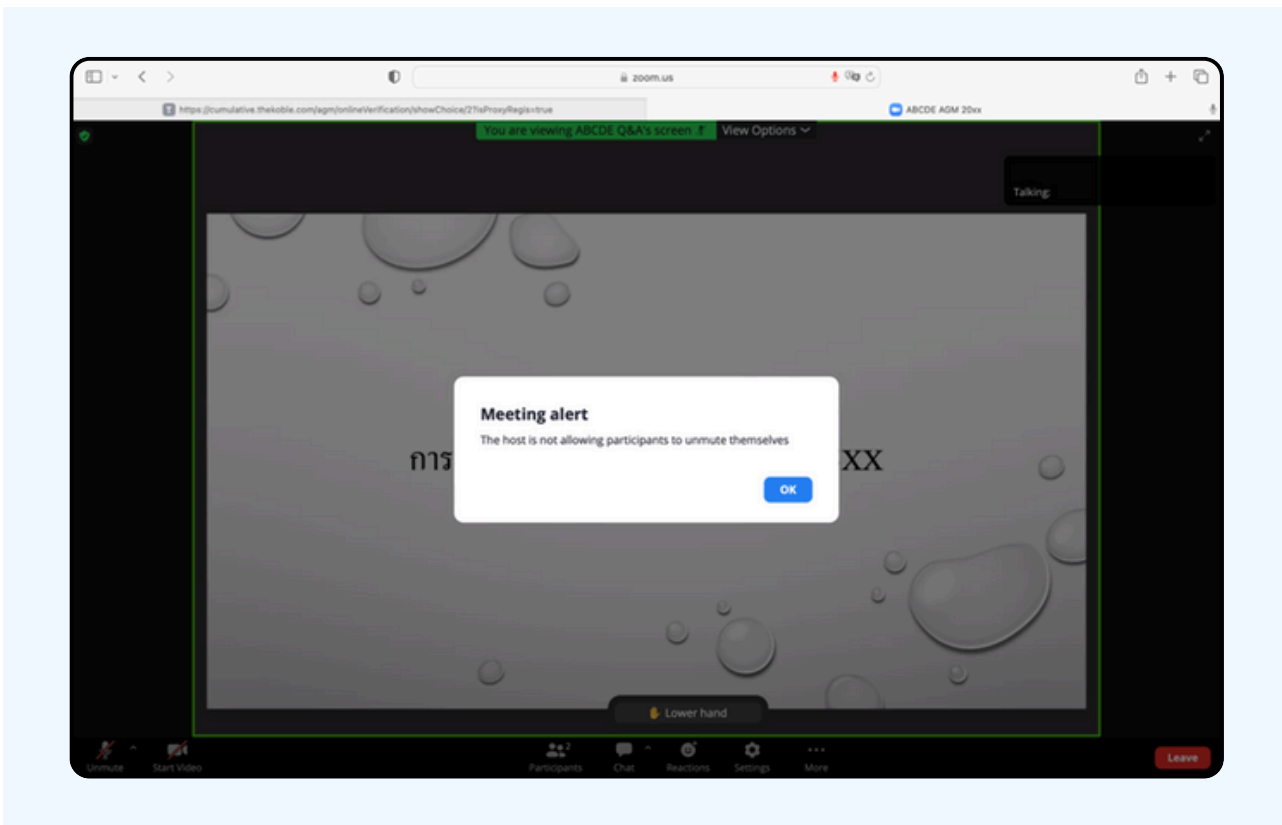 zoom.us
https://cumulative.thekoble.com/agm/onlineVerification/showChoice/2?isProxyRegis=true
ABCDE AGM 20xx
You are viewing ABCDE Q&A's screen
View Options
Talking:
Meeting alert
The host is not allowing participants to unmute themselves
การ
XX
OK
Lower hand
Unmute
Start Video
Participants
2
Chat
Reactions
Settings
More
Leave